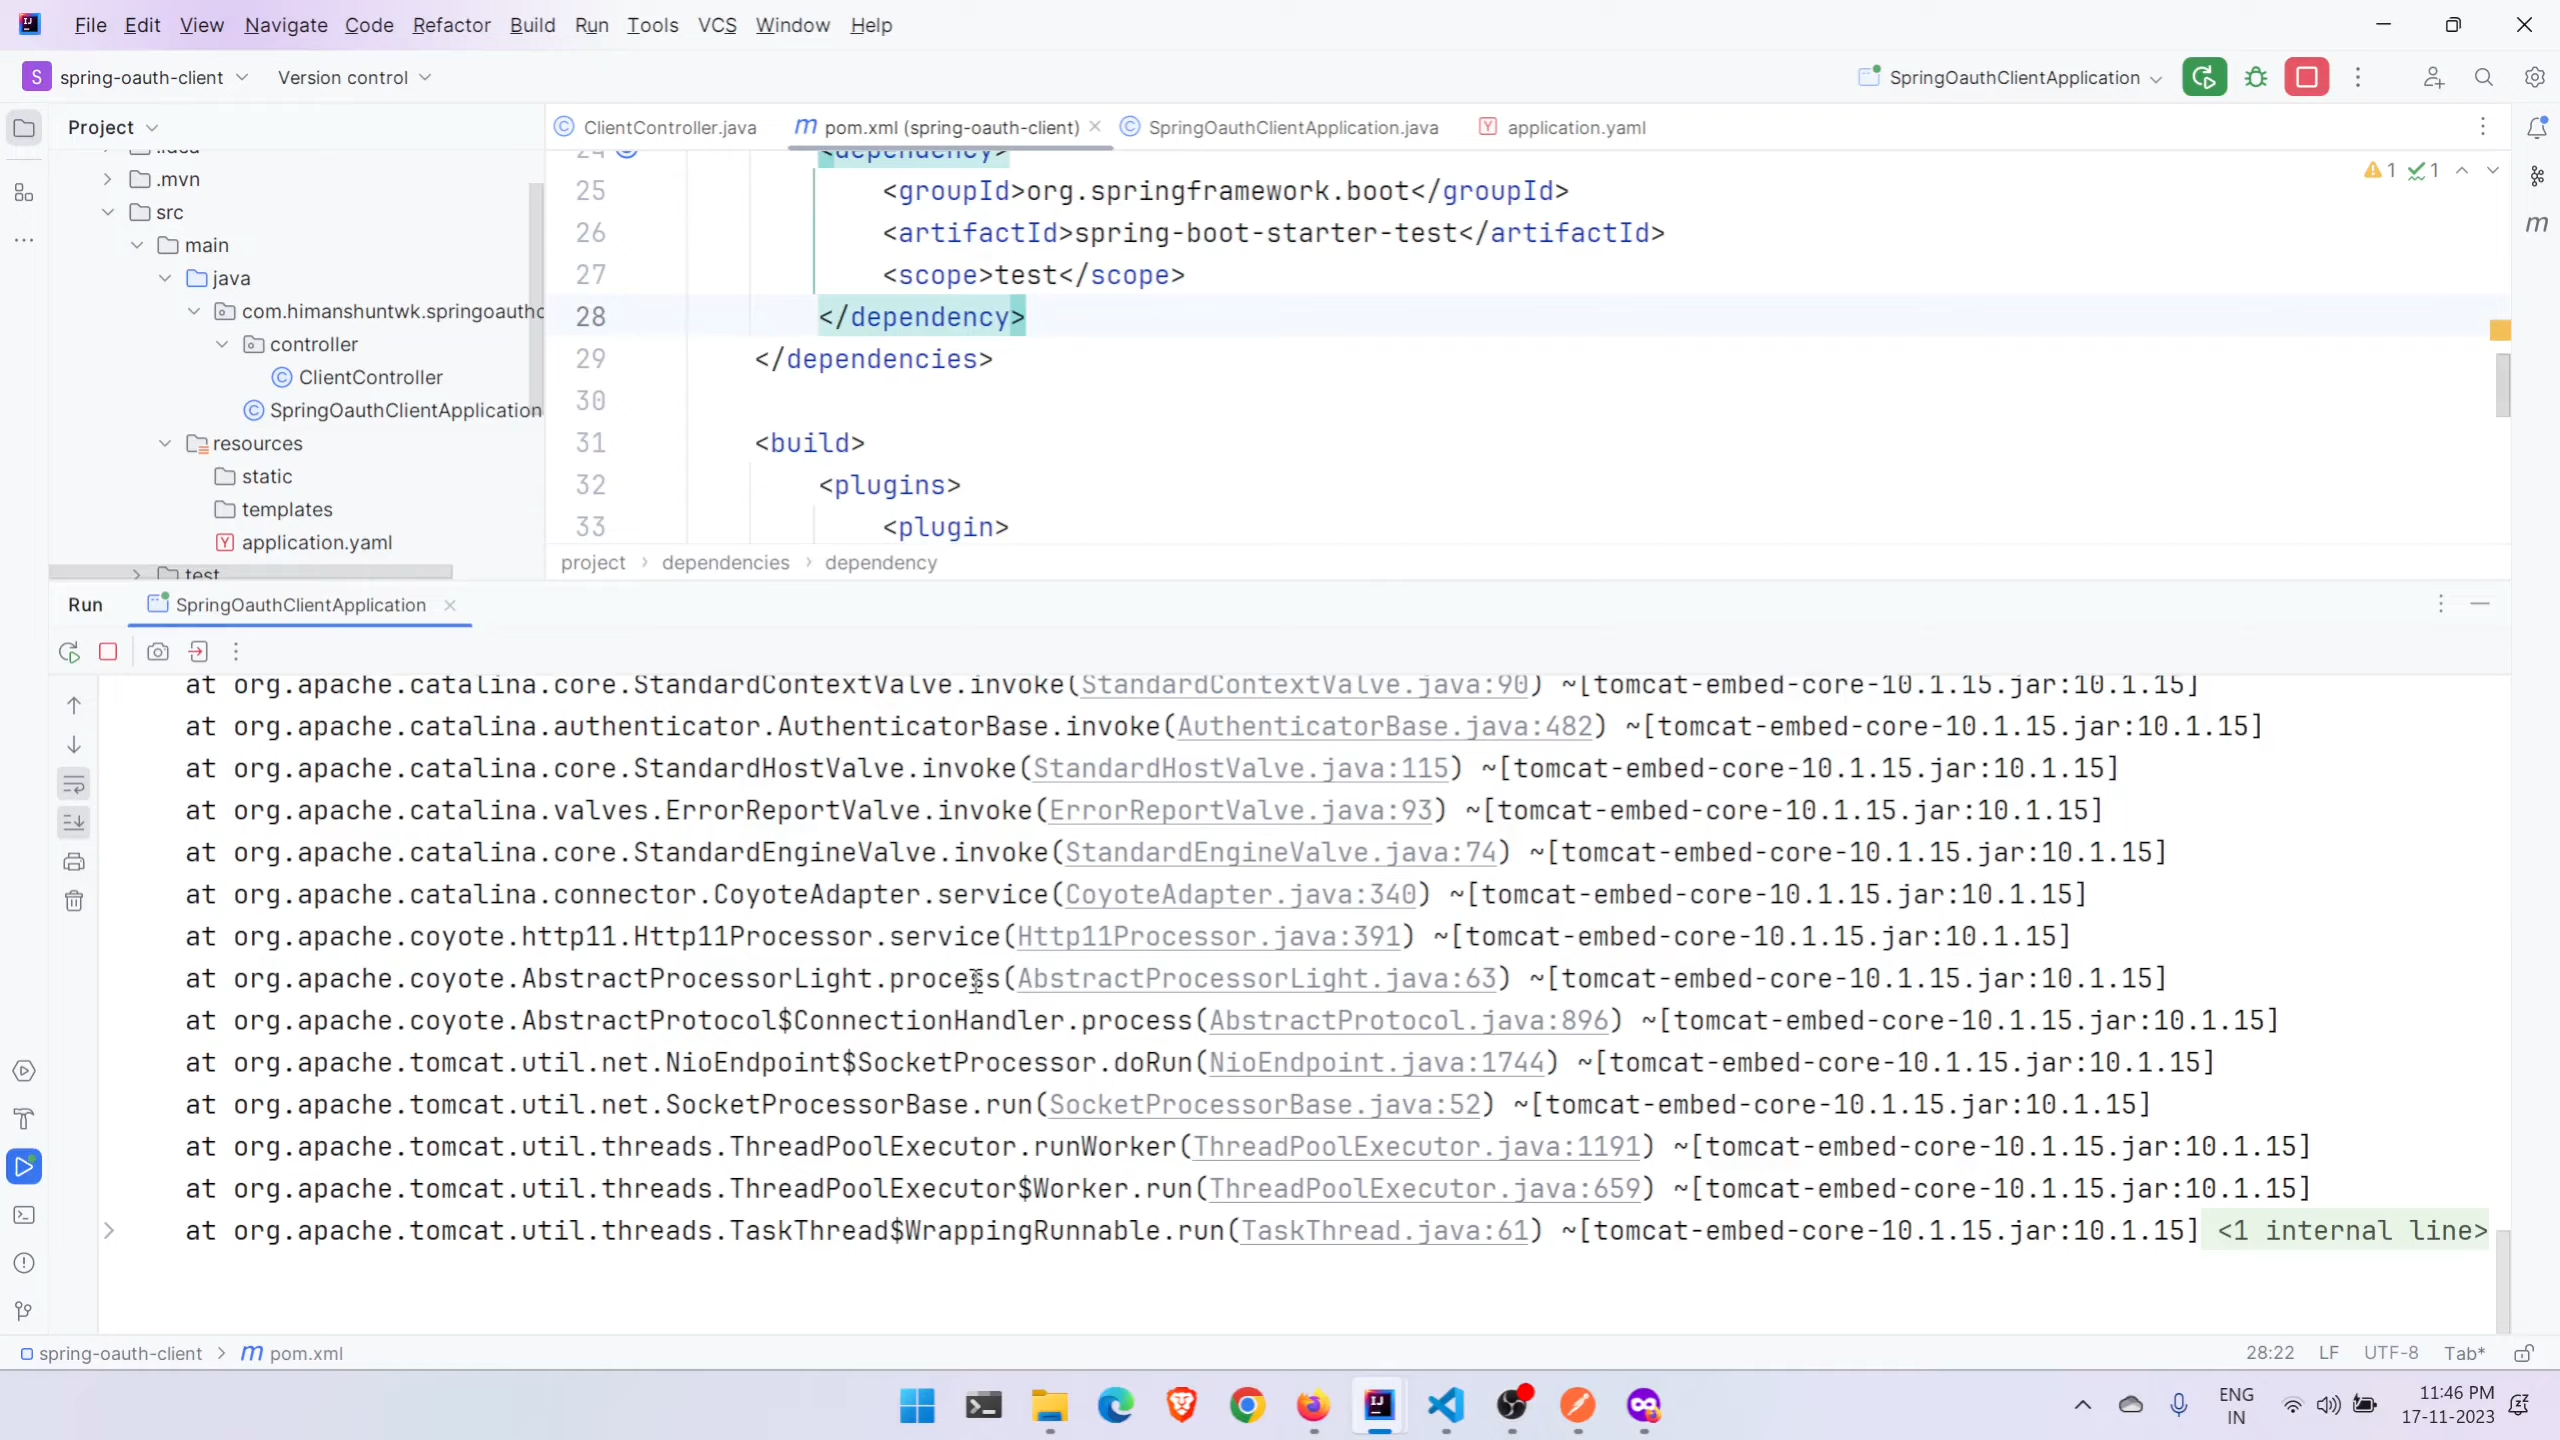 File Edit View Navigate Code Refactor Build Run Tools VCS Window Help
S spring-oauth-client Version control SpringOauthClientApplication
Project ClientController.java m pom.xml (spring-oauth-client) SpringOauthClientApplication.java application.yaml
.idea
.mvn
src
main
java
com.himanshuntwk.springoauthc
controller
ClientController
SpringOauthClientApplication
resources
static
templates
application.yaml
test
24 <dependency>
25 <groupId>org.springframework.boot</groupId>
26 <artifactId>spring-boot-starter-test</artifactId>
27 <scope>test</scope>
28 </dependency>
29 </dependencies>
30
31 <build>
32 <plugins>
33 <plugin>
1 1
project › dependencies › dependency
Run SpringOauthClientApplication
at org.apache.catalina.core.StandardContextValve.invoke(StandardContextValve.java:90) ~[tomcat-embed-core-10.1.15.jar:10.1.15]
at org.apache.catalina.authenticator.AuthenticatorBase.invoke(AuthenticatorBase.java:482) ~[tomcat-embed-core-10.1.15.jar:10.1.15]
at org.apache.catalina.core.StandardHostValve.invoke(StandardHostValve.java:115) ~[tomcat-embed-core-10.1.15.jar:10.1.15]
at org.apache.catalina.valves.ErrorReportValve.invoke(ErrorReportValve.java:93) ~[tomcat-embed-core-10.1.15.jar:10.1.15]
at org.apache.catalina.core.StandardEngineValve.invoke(StandardEngineValve.java:74) ~[tomcat-embed-core-10.1.15.jar:10.1.15]
at org.apache.catalina.connector.CoyoteAdapter.service(CoyoteAdapter.java:340) ~[tomcat-embed-core-10.1.15.jar:10.1.15]
at org.apache.coyote.http11.Http11Processor.service(Http11Processor.java:391) ~[tomcat-embed-core-10.1.15.jar:10.1.15]
at org.apache.coyote.AbstractProcessorLight.process(AbstractProcessorLight.java:63) ~[tomcat-embed-core-10.1.15.jar:10.1.15]
at org.apache.coyote.AbstractProtocol$ConnectionHandler.process(AbstractProtocol.java:896) ~[tomcat-embed-core-10.1.15.jar:10.1.15]
at org.apache.tomcat.util.net.NioEndpoint$SocketProcessor.doRun(NioEndpoint.java:1744) ~[tomcat-embed-core-10.1.15.jar:10.1.15]
at org.apache.tomcat.util.net.SocketProcessorBase.run(SocketProcessorBase.java:52) ~[tomcat-embed-core-10.1.15.jar:10.1.15]
at org.apache.tomcat.util.threads.ThreadPoolExecutor.runWorker(ThreadPoolExecutor.java:1191) ~[tomcat-embed-core-10.1.15.jar:10.1.15]
at org.apache.tomcat.util.threads.ThreadPoolExecutor$Worker.run(ThreadPoolExecutor.java:659) ~[tomcat-embed-core-10.1.15.jar:10.1.15]
at org.apache.tomcat.util.threads.TaskThread$WrappingRunnable.run(TaskThread.java:61) ~[tomcat-embed-core-10.1.15.jar:10.1.15] <1 internal line>
spring-oauth-client › m pom.xml 28:22 LF UTF-8 Tab*
ENG 11:46 PM
IN 17-11-2023